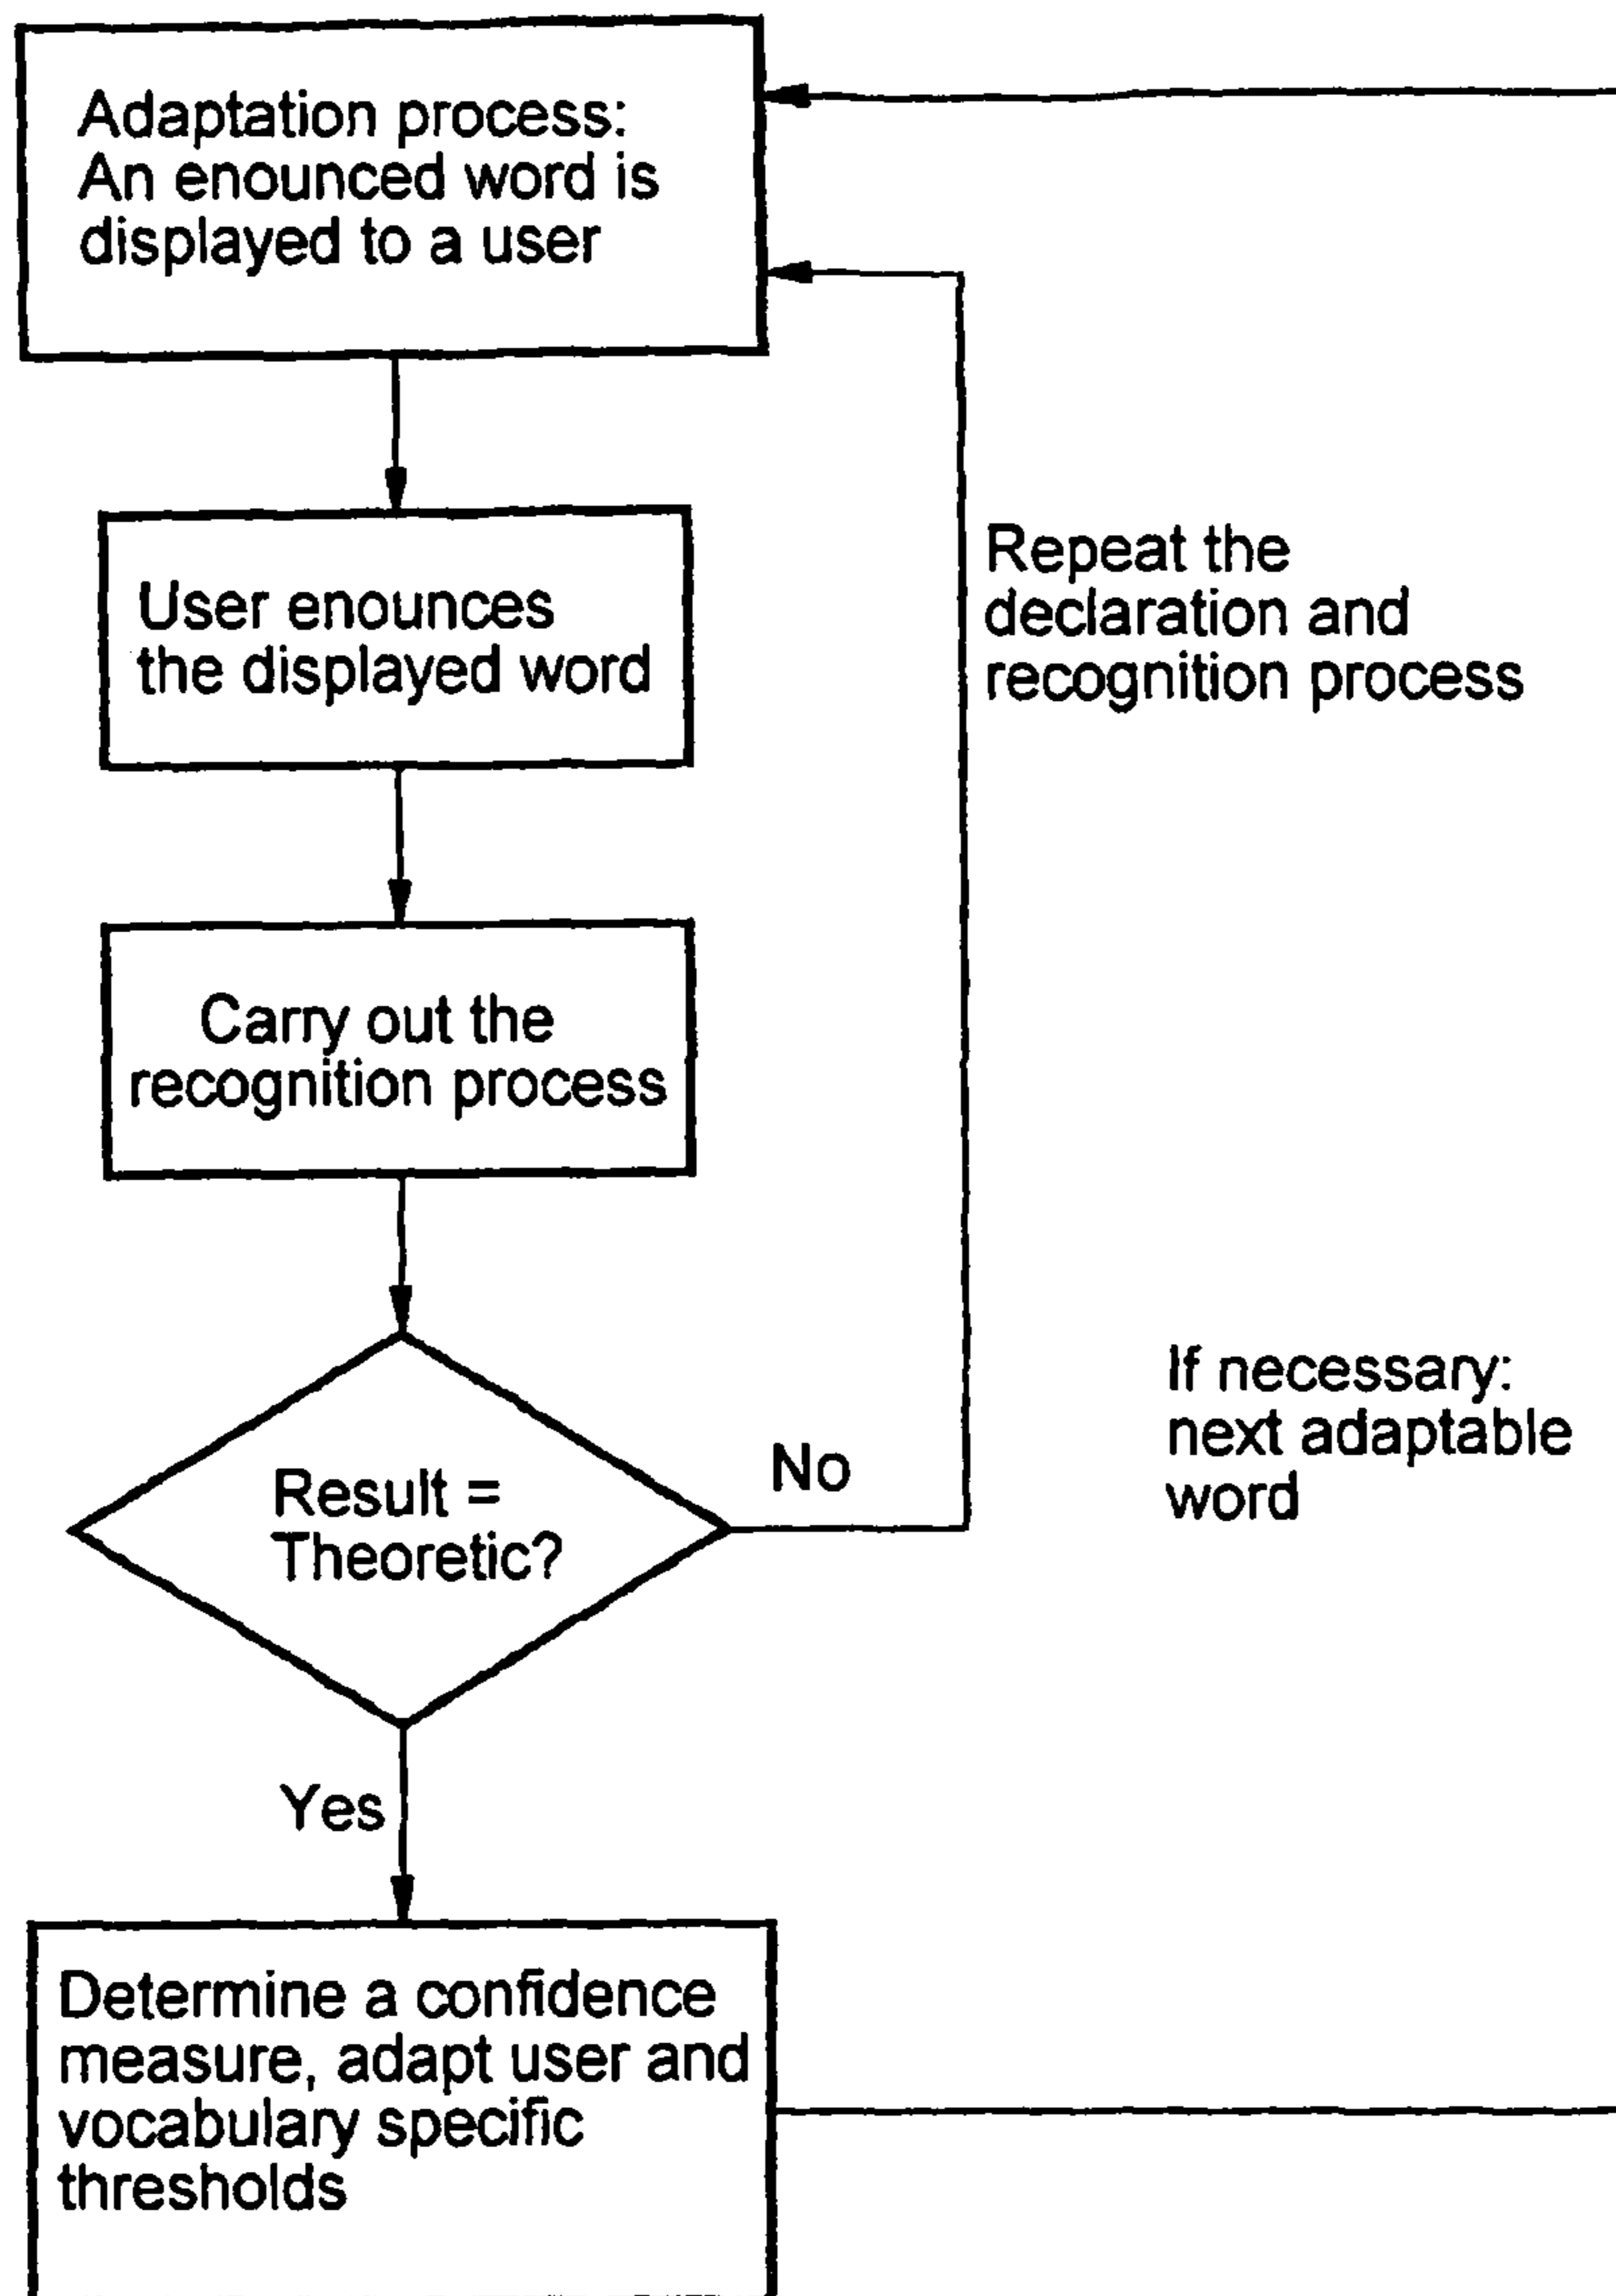 Adaptation process:
An enounced word is
displayed to a user
User enounces
the displayed word
Repeat the
declaration and
recognition process
Carry out the
recognition process
Result =
Theoretic?
No
If necessary:
next adaptable
word
Yes
Determine a confidence
measure, adapt user and
vocabulary specific
thresholds